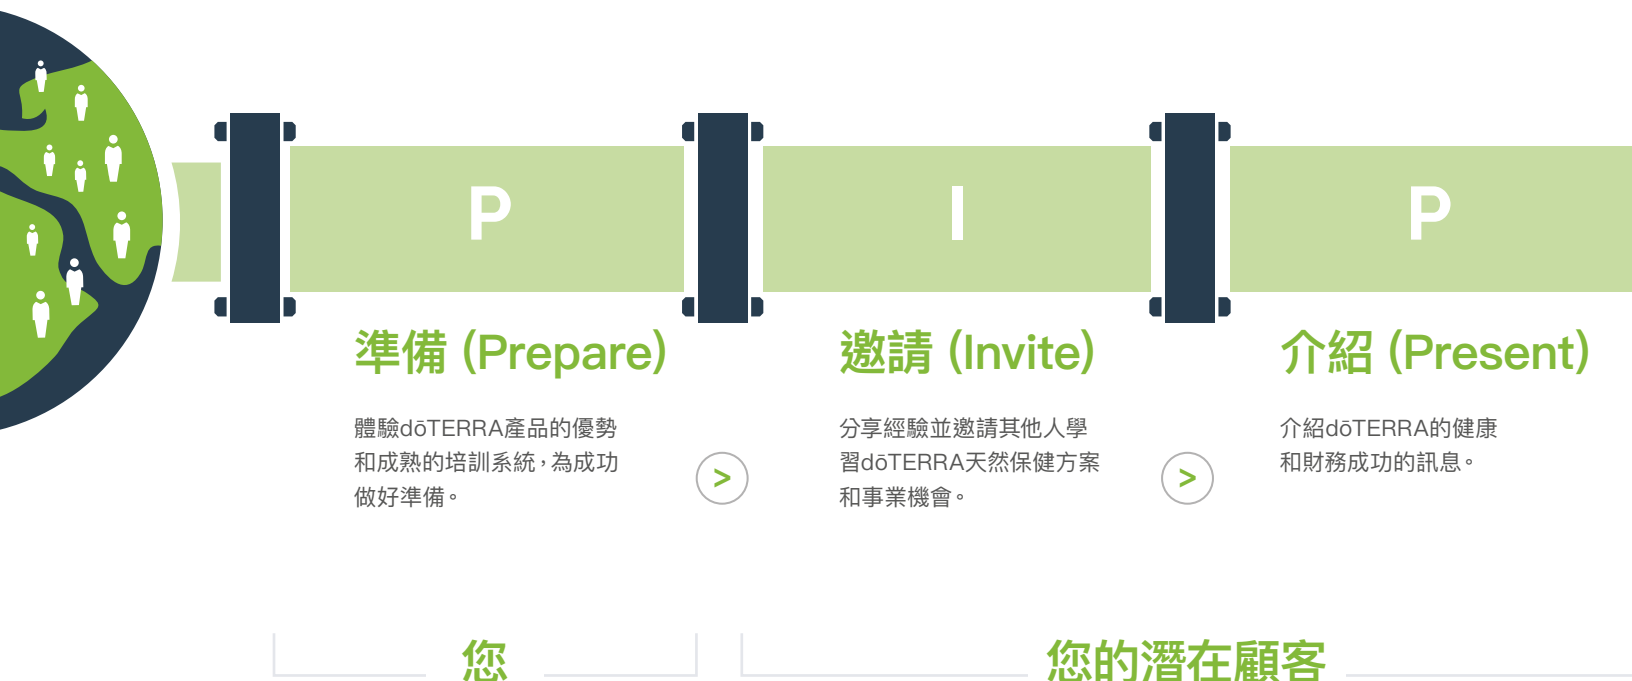 P
I
P
準備 (Prepare)
體驗dōTERRA產品的優勢
和成熟的培訓系統，為成功
做好準備。
>
邀請 (Invite)
分享經驗並邀請其他人學
習dōTERRA天然保健方案
和事業機會。
>
介紹 (Present)
介紹dōTERRA的健康
和財務成功的訊息。
您
您的潛在顧客